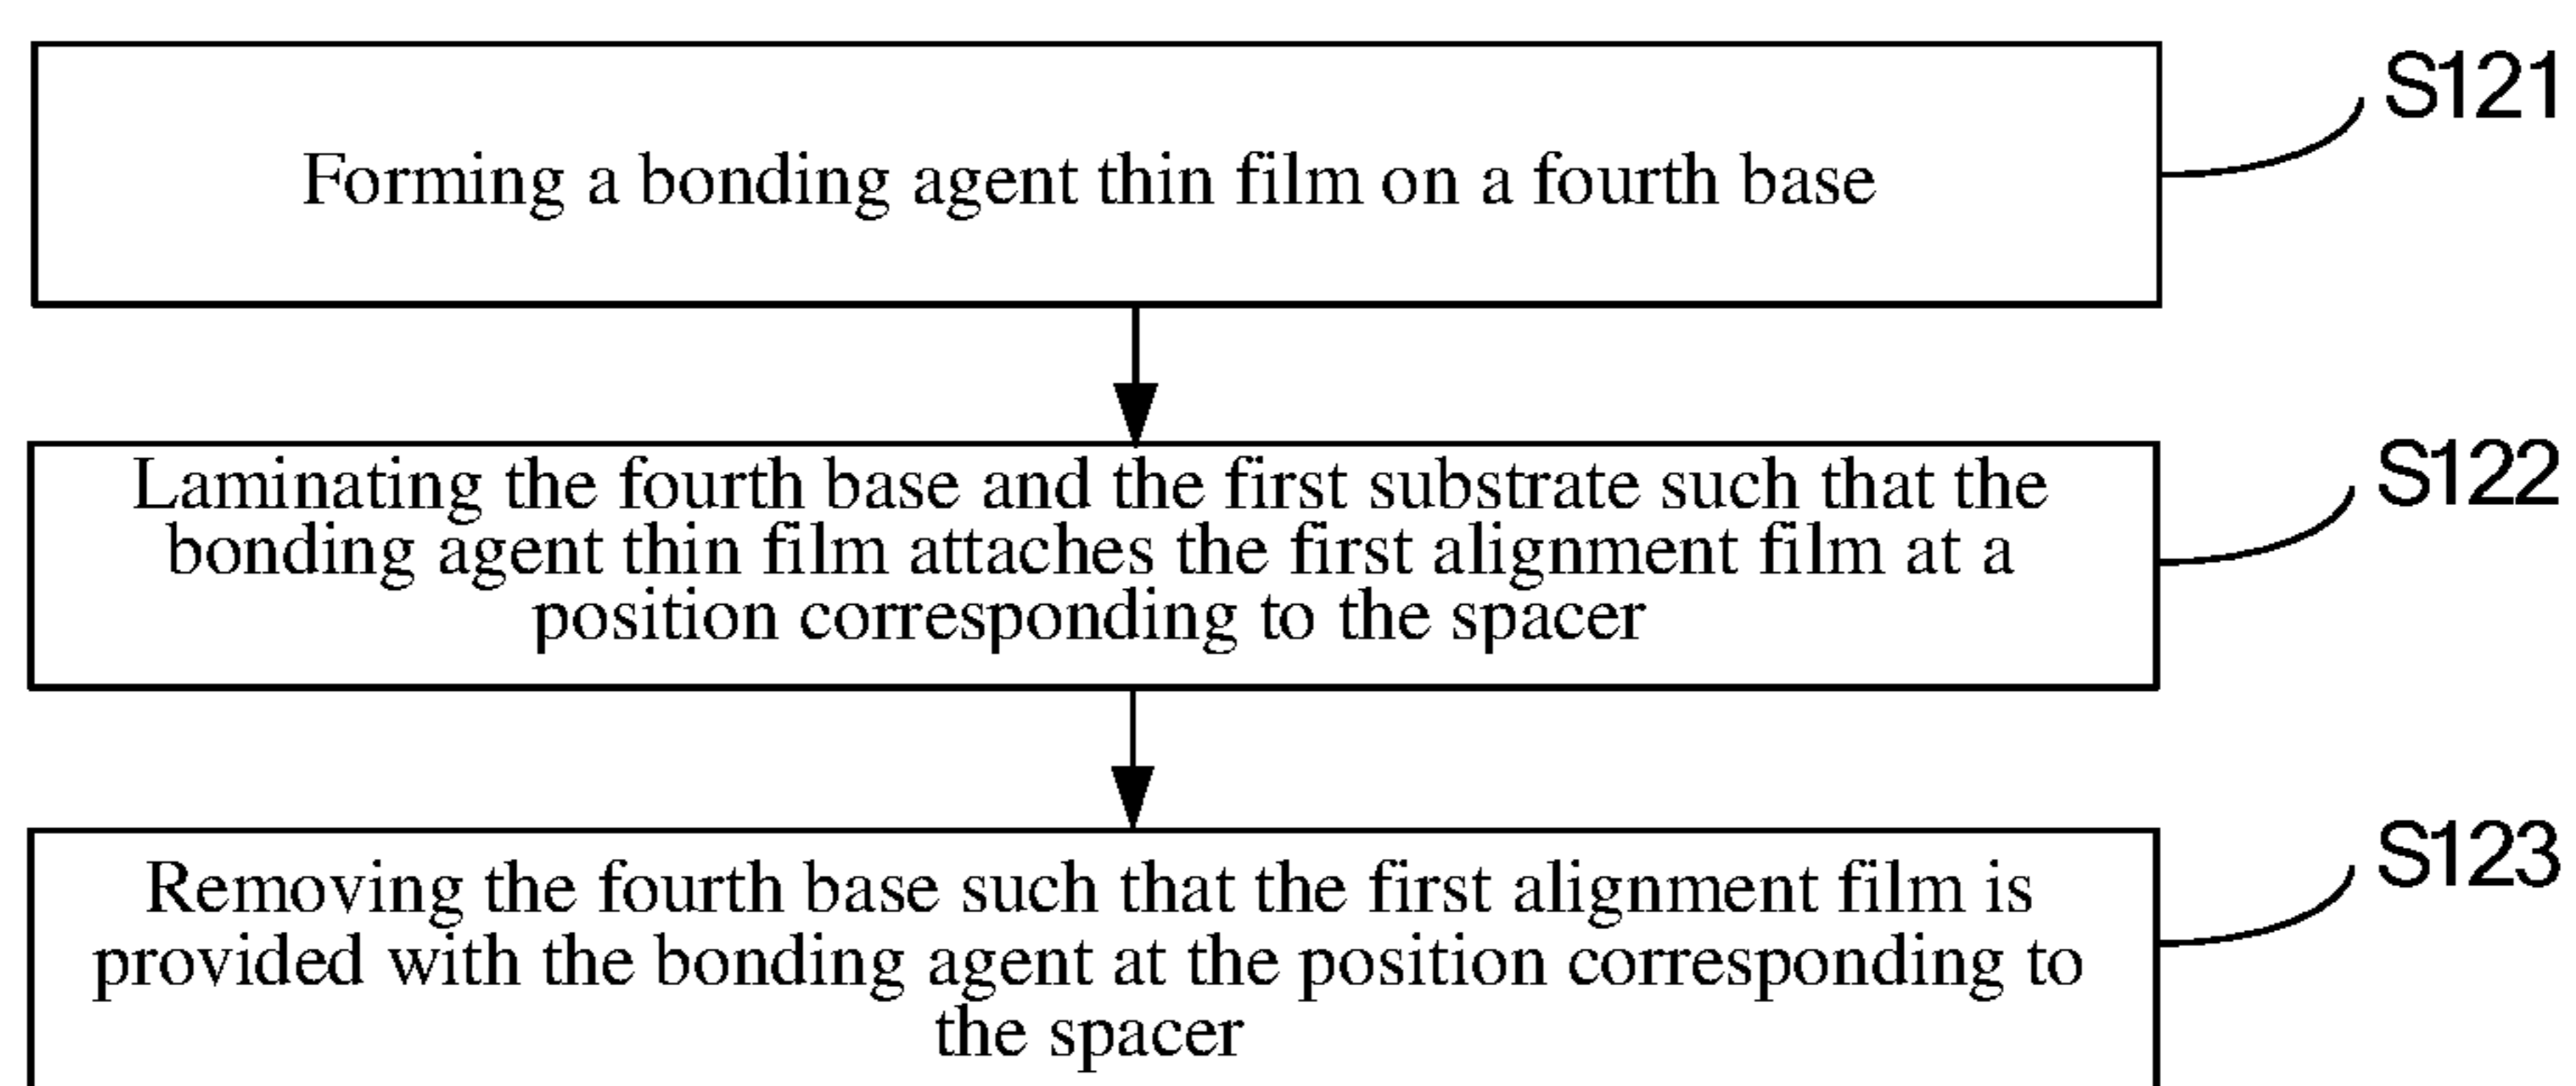 S121
Forming a bonding agent thin film on a fourth base
S122
Laminating the fourth base and the first substrate such that the
bonding agent thin film attaches the first alignment film at a
position corresponding to the spacer
S123
Removing the fourth base such that the first alignment film is
provided with the bonding agent at the position corresponding to
the spacer